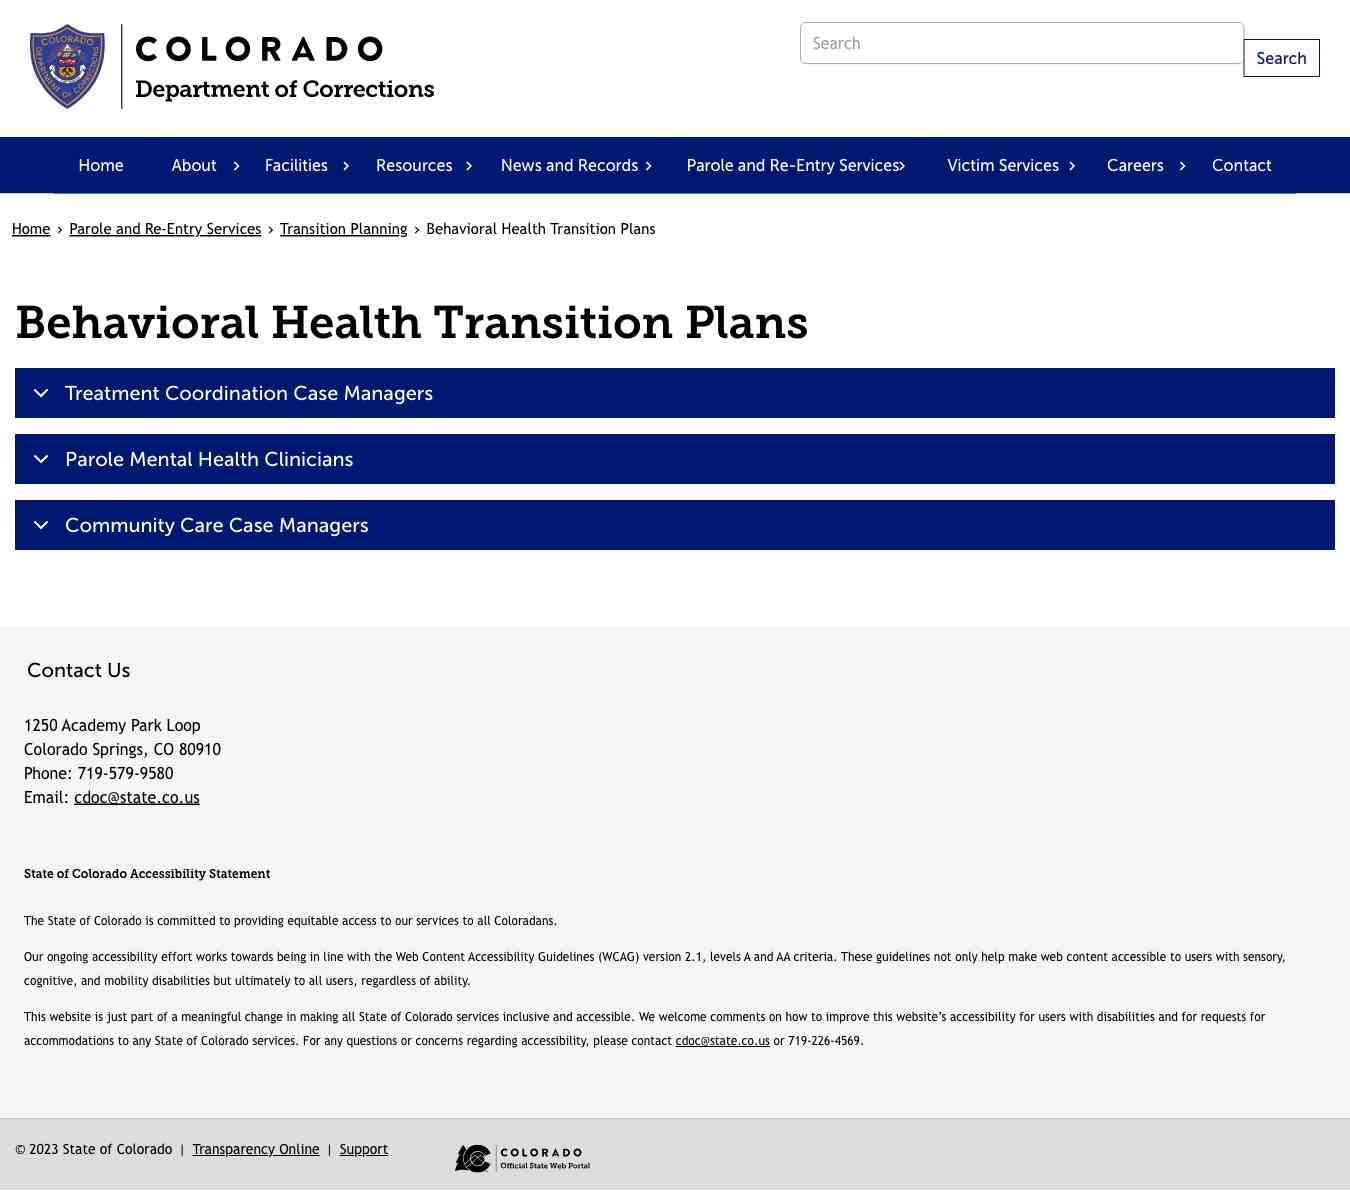 COLORADO
Department of Corrections
Search
Search
Home About Facilities Resources News and Records Parole and Re-Entry Services Victim Services Careers Contact
Home › Parole and Re-Entry Services › Transition Planning › Behavioral Health Transition Plans
Behavioral Health Transition Plans
Treatment Coordination Case Managers
Parole Mental Health Clinicians
Community Care Case Managers
Contact Us
1250 Academy Park Loop
Colorado Springs, CO 80910
Phone: 719-579-9580
Email: cdoc@state.co.us
State of Colorado Accessibility Statement
The State of Colorado is committed to providing equitable access to our services to all Coloradans.
Our ongoing accessibility effort works towards being in line with the Web Content Accessibility Guidelines (WCAG) version 2.1, levels A and AA criteria. These guidelines not only help make web content accessible to users with sensory,
cognitive, and mobility disabilities but ultimately to all users, regardless of ability.
This website is just part of a meaningful change in making all State of Colorado services inclusive and accessible. We welcome comments on how to improve this website’s accessibility for users with disabilities and for requests for
accommodations to any State of Colorado services. For any questions or concerns regarding accessibility, please contact cdoc@state.co.us or 719-226-4569.
© 2023 State of Colorado | Transparency Online | Support
COLORADO
Official State Web Portal